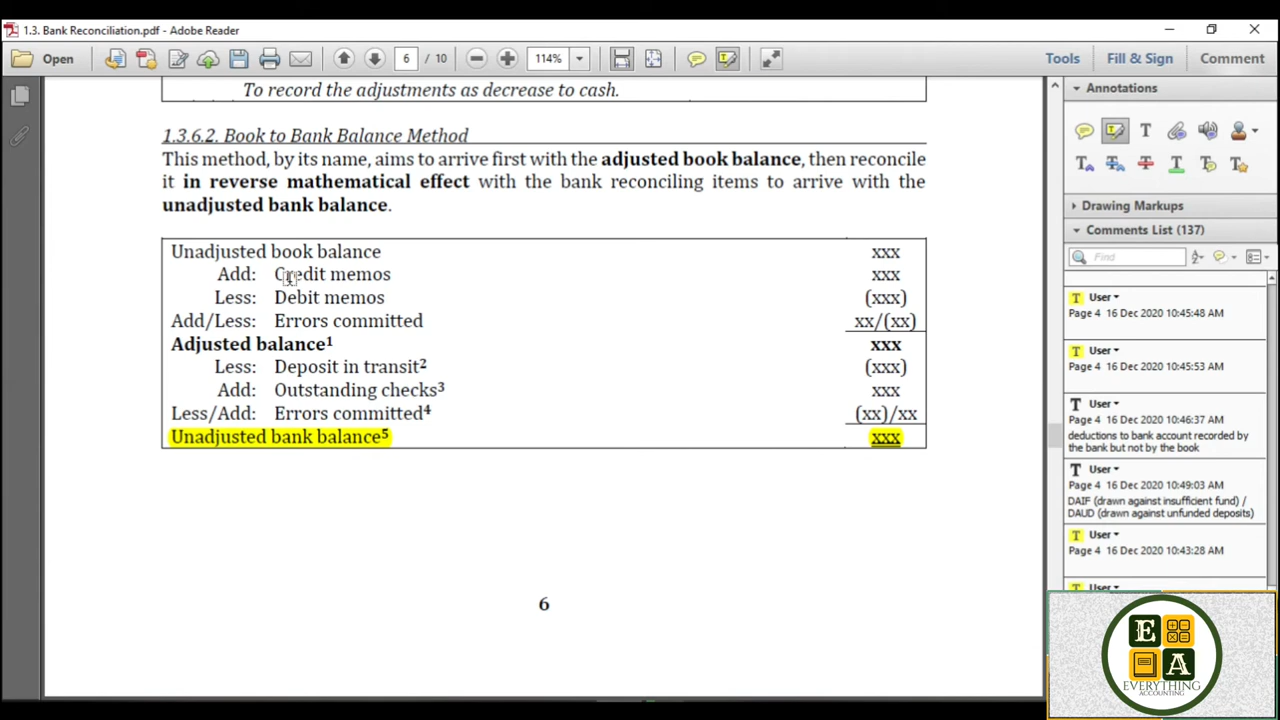 1.3. Bank Reconciliation.pdf - Adobe Reader
Open
6 / 10
114%
Tools
Fill & Sign
Comment
To record the adjustments as decrease to cash.
1.3.6.2. Book to Bank Balance Method
This method, by its name, aims to arrive first with the adjusted book balance, then reconcile
it in reverse mathematical effect with the bank reconciling items to arrive with the
unadjusted bank balance.
Unadjusted book balance xxx
Add: Credit memos xxx
Less: Debit memos (xxx)
Add/Less: Errors committed xx/(xx)
Adjusted balance¹ xxx
Less: Deposit in transit² (xxx)
Add: Outstanding checks³ xxx
Less/Add: Errors committed⁴ (xx)/xx
Unadjusted bank balance⁵ xxx
6
Annotations
Drawing Markups
Comments List (137)
Find
User
Page 4 16 Dec 2020 10:45:48 AM
User
Page 4 16 Dec 2020 10:45:53 AM
User
Page 4 16 Dec 2020 10:46:37 AM
deductions to bank account recorded by
the bank but not by the book
User
Page 4 16 Dec 2020 10:49:03 AM
DAIF (drawn against insufficient fund) /
DAUD (drawn against unfunded deposits)
User
Page 4 16 Dec 2020 10:43:28 AM
E
A
EVERYTHING
ACCOUNTING